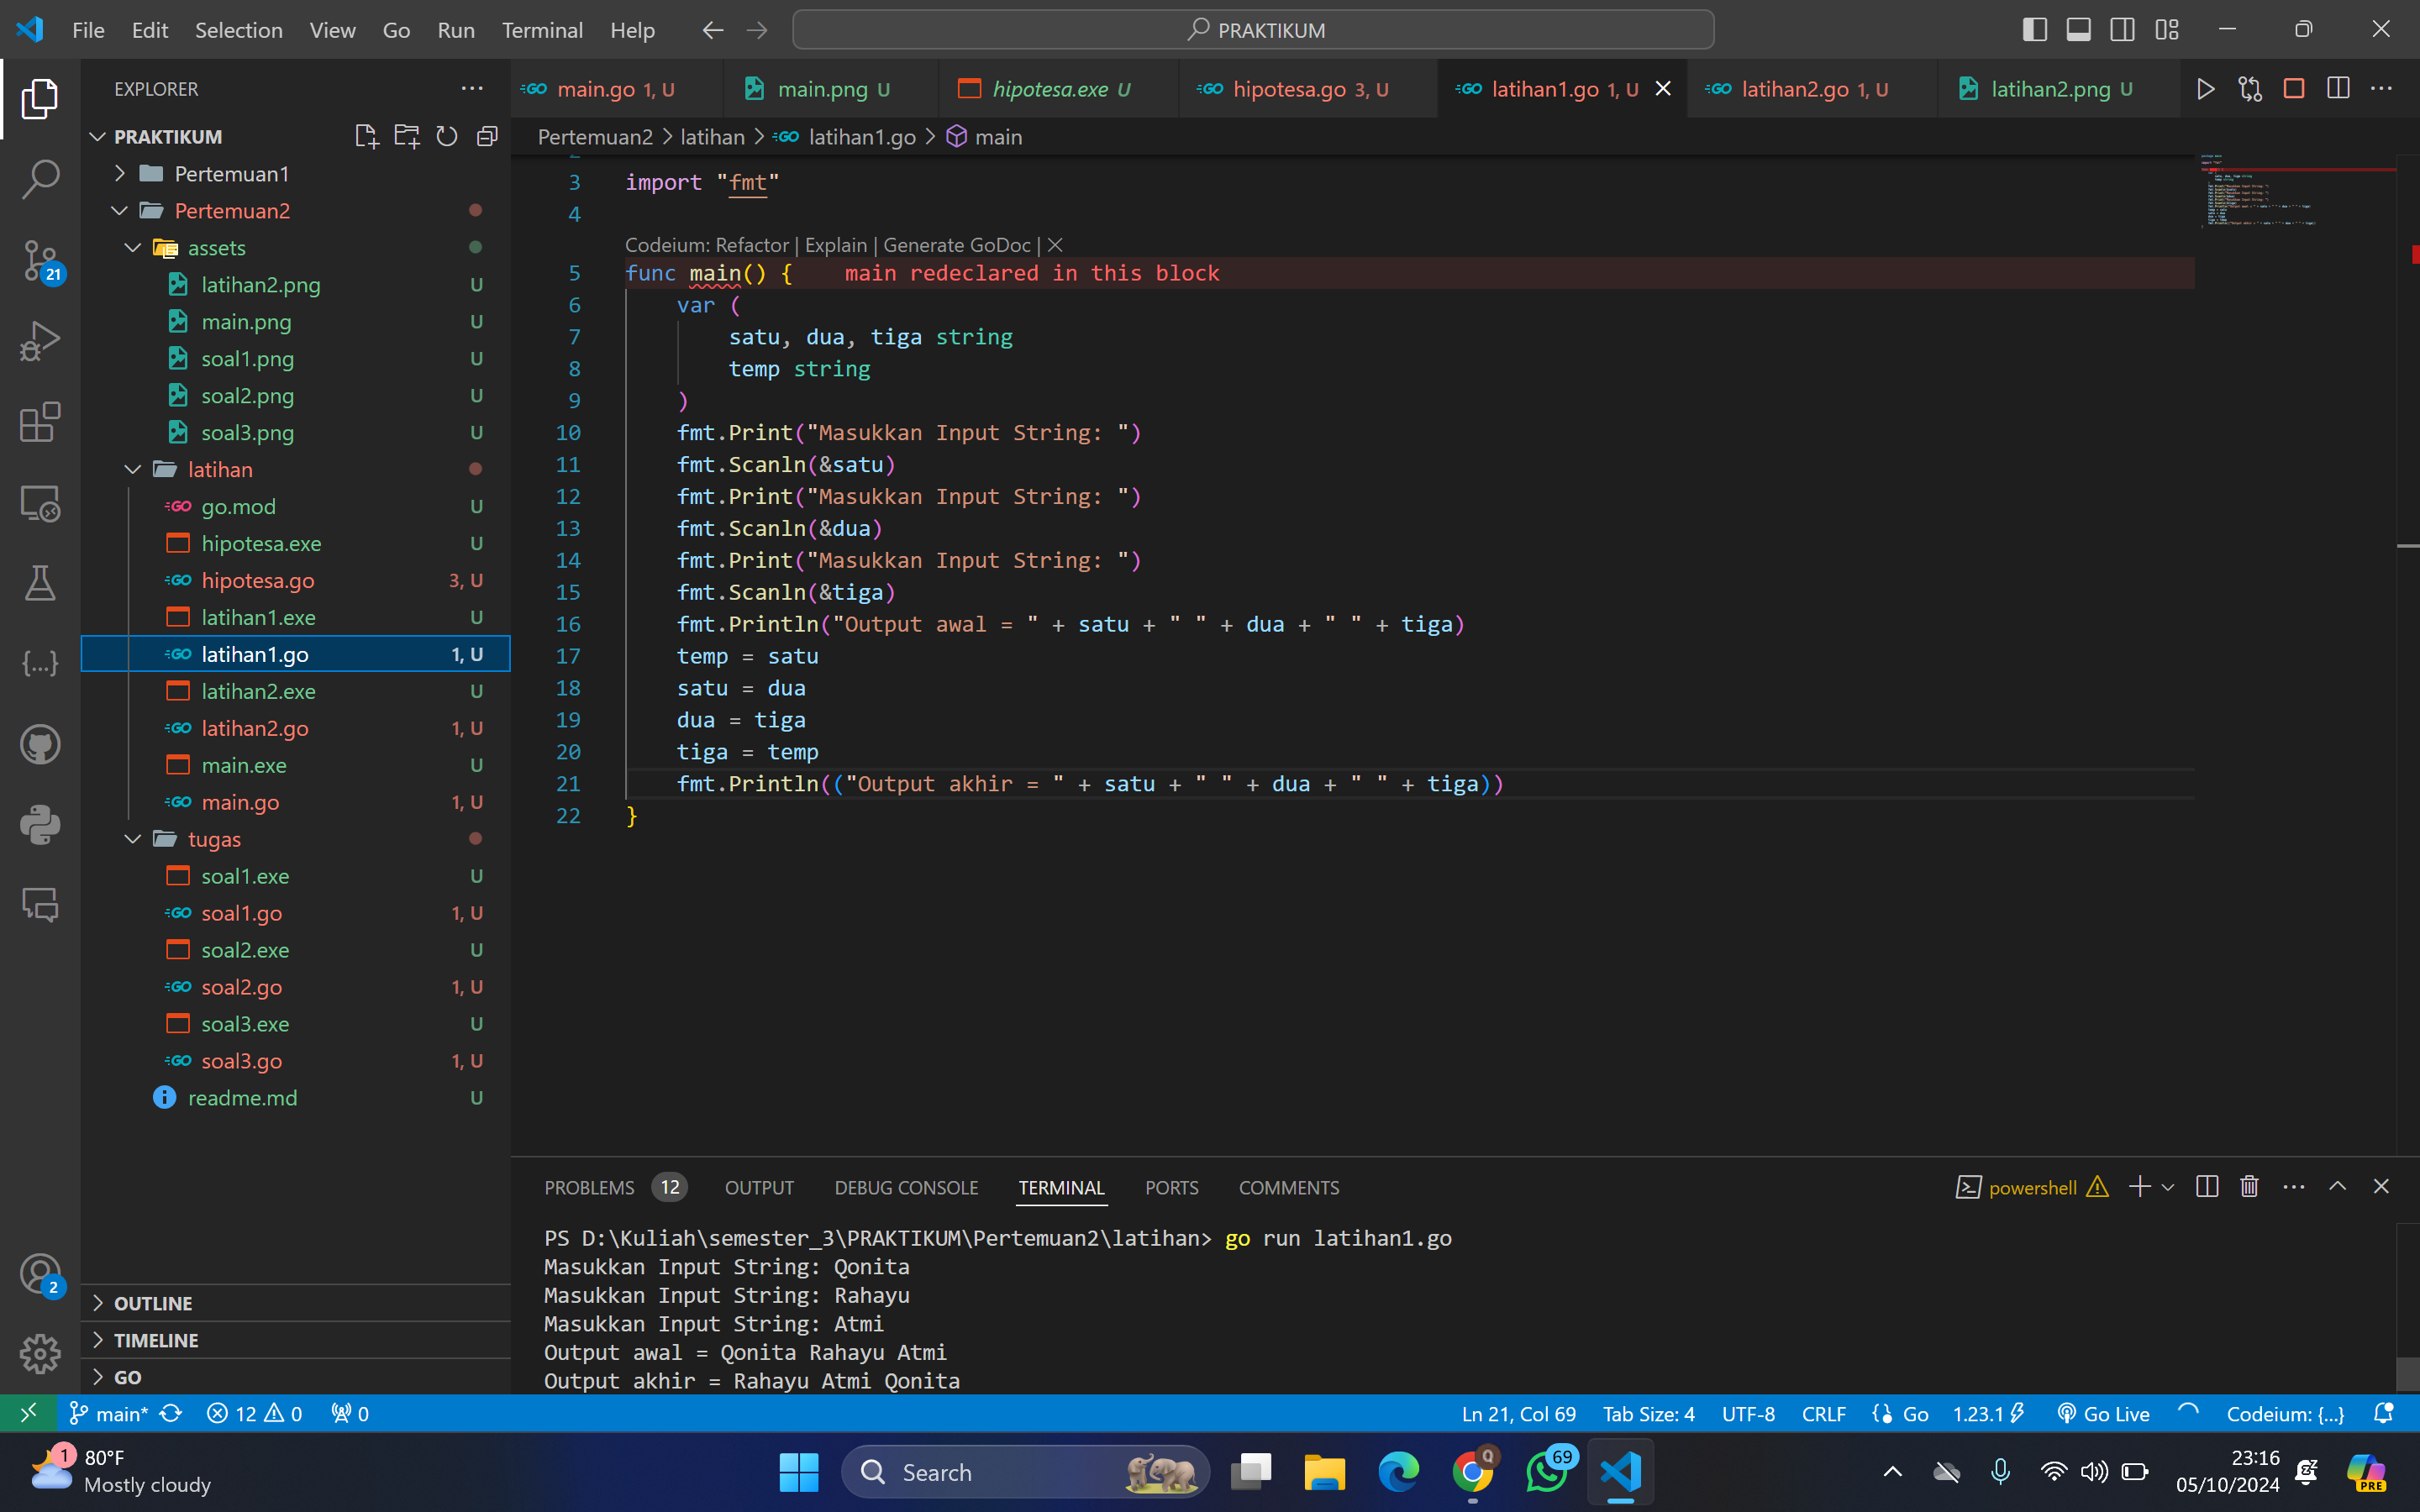 File Edit Selection View Go Run Terminal Help PRAKTIKUM
EXPLORER
main.go 1, U main.png U hipotesa.exe U hipotesa.go 3, U latihan1.go 1, U latihan2.go 1, U latihan2.png U
PRAKTIKUM
Pertemuan2 > latihan > latihan1.go > main
Pertemuan1
Pertemuan2
assets
latihan2.png U
main.png U
soal1.png U
soal2.png U
soal3.png U
latihan
go.mod U
hipotesa.exe U
hipotesa.go 3, U
latihan1.exe U
latihan1.go 1, U
latihan2.exe U
latihan2.go 1, U
main.exe U
main.go 1, U
tugas
soal1.exe U
soal1.go 1, U
soal2.exe U
soal2.go 1, U
soal3.exe U
soal3.go 1, U
readme.md U
OUTLINE
TIMELINE
GO
21
2
3 import "fmt"
4
Codeium: Refactor | Explain | Generate GoDoc | X
5 func main() { main redeclared in this block
6 var (
7 satu, dua, tiga string
8 temp string
9 )
10 fmt.Print("Masukkan Input String: ")
11 fmt.Scanln(&satu)
12 fmt.Print("Masukkan Input String: ")
13 fmt.Scanln(&dua)
14 fmt.Print("Masukkan Input String: ")
15 fmt.Scanln(&tiga)
16 fmt.Println("Output awal = " + satu + " " + dua + " " + tiga)
17 temp = satu
18 satu = dua
19 dua = tiga
20 tiga = temp
21 fmt.Println(("Output akhir = " + satu + " " + dua + " " + tiga))
22 }
PROBLEMS 12 OUTPUT DEBUG CONSOLE TERMINAL PORTS COMMENTS powershell
PS D:\Kuliah\semester_3\PRAKTIKUM\Pertemuan2\latihan> go run latihan1.go
Masukkan Input String: Qonita
Masukkan Input String: Rahayu
Masukkan Input String: Atmi
Output awal = Qonita Rahayu Atmi
Output akhir = Rahayu Atmi Qonita
main* 12 0 0 Ln 21, Col 69 Tab Size: 4 UTF-8 CRLF Go 1.23.1 Go Live Codeium: {...}
1 80°F
Mostly cloudy
Search
Q
69
23:16
05/10/2024
PRE